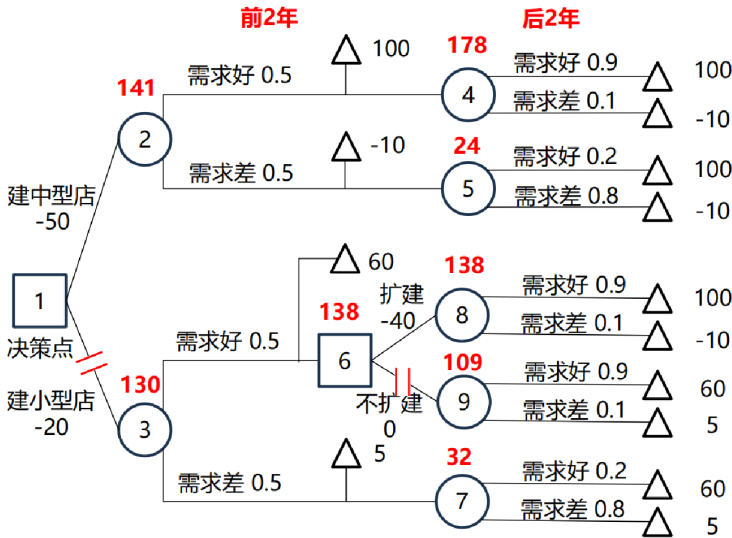 前2年
后2年
178
100
需求好 0.9
100
需求好 0.5
141
4
需求差 0.1
-10
2
24
需求好 0.2
100
-10
需求差 0.5
5
需求差 0.8
-10
建中型店
-50
60
138
需求好 0.9
100
扩建
-40
138
8
需求差 0.1
-10
1
决策点
需求好 0.5
6
109
需求好 0.9
60
130
不扩建
0
9
需求差 0.1
5
建小型店
-20
3
5
32
需求好 0.2
60
需求差 0.5
7
需求差 0.8
5